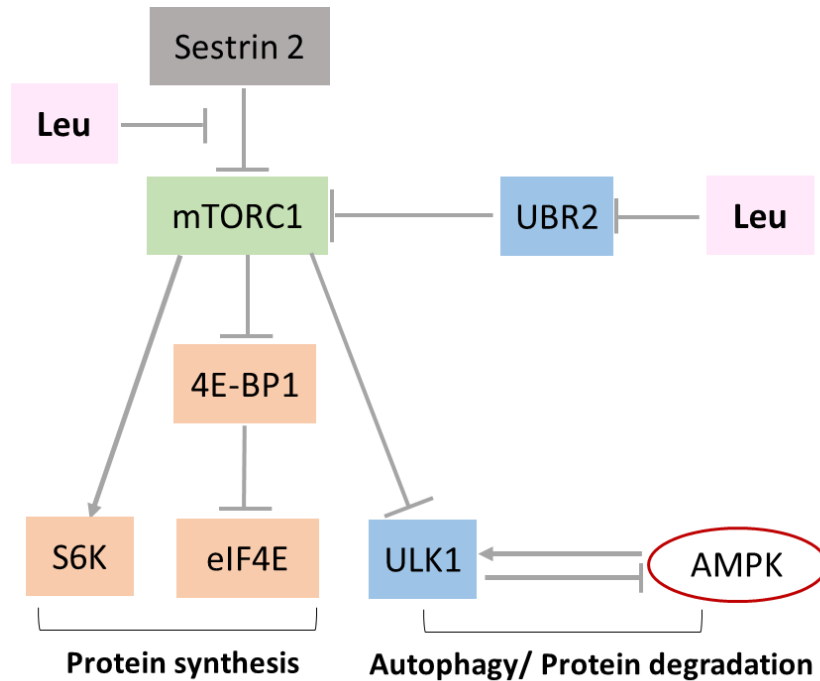 Sestrin 2
Leu
mTORC1
UBR2
Leu
4E-BP1
S6K
eIF4E
ULK1
AMPK
Protein synthesis
Autophagy/ Protein degradation